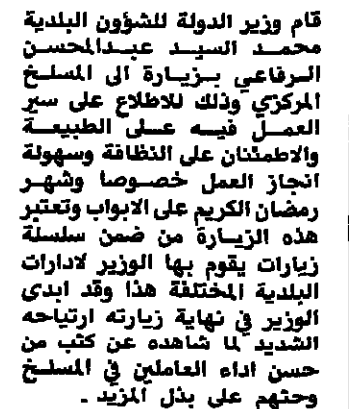 قام وزير الدولة للشؤون البلدية
محمد السيد عبدالمحسن
الرفاعي بزيارة الى المسلخ
المركزي وذلك للاطلاع على سير
العمل فيه على الطبيعة
والاطمئنان على النظافة وسهولة
انجاز العمل خصوصا وشهر
رمضان الكريم على الابواب وتعتبر
هذه الزيارة من ضمن سلسلة
زيارات يقوم بها الوزير لادارات
البلدية المختلفة هذا وقد ابدى
الوزير في نهاية زيارته ارتياحه
الشديد لما شاهده عن كثب من
حسن اداء العاملين في المسلخ
وحثهم على بذل المزيد .